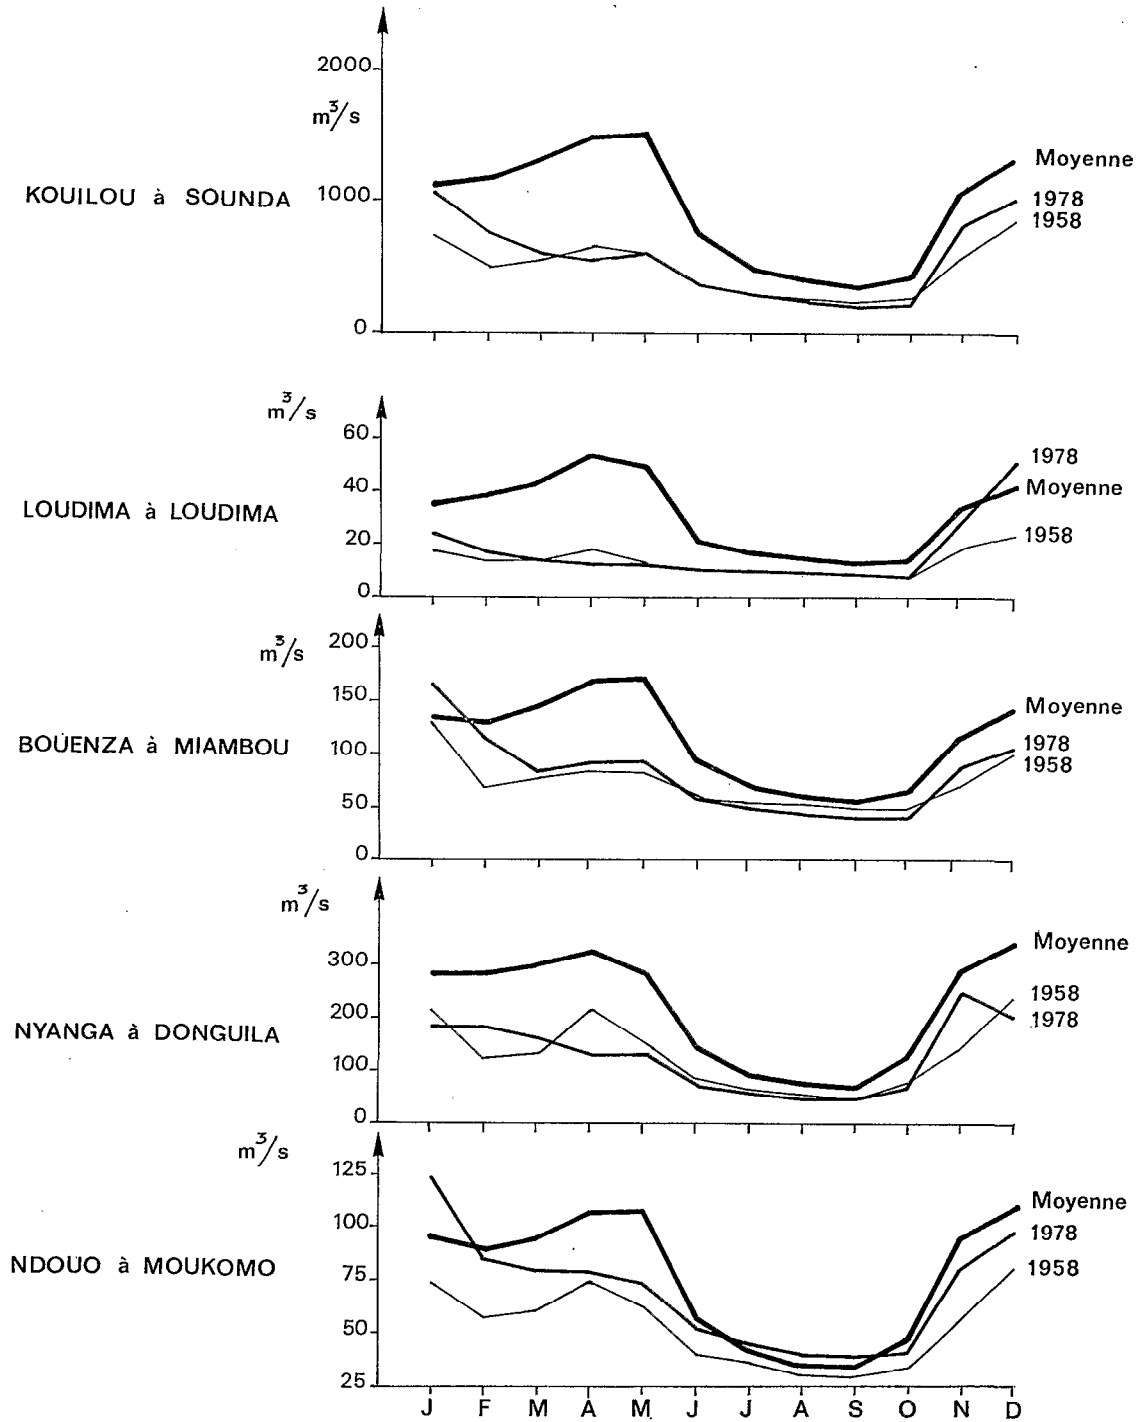 2000
m³/s
Moyenne
KOUILOU à SOUNDA
1000
1978
1958
0
m³/s
60
1978
40
Moyenne
LOUDIMA à LOUDIMA
20
1958
0
200
m³/s
150
Moyenne
BOÜENZA à MIAMBOU
100
1978
1958
50
0
m³/s
300
Moyenne
200
1958
NYANGA à DONGUILA
1978
100
0
m³/s
125
Moyenne
100
1978
NDOUO à MOUKOMO
75
1958
50
25
J F M A M J J A S O N D